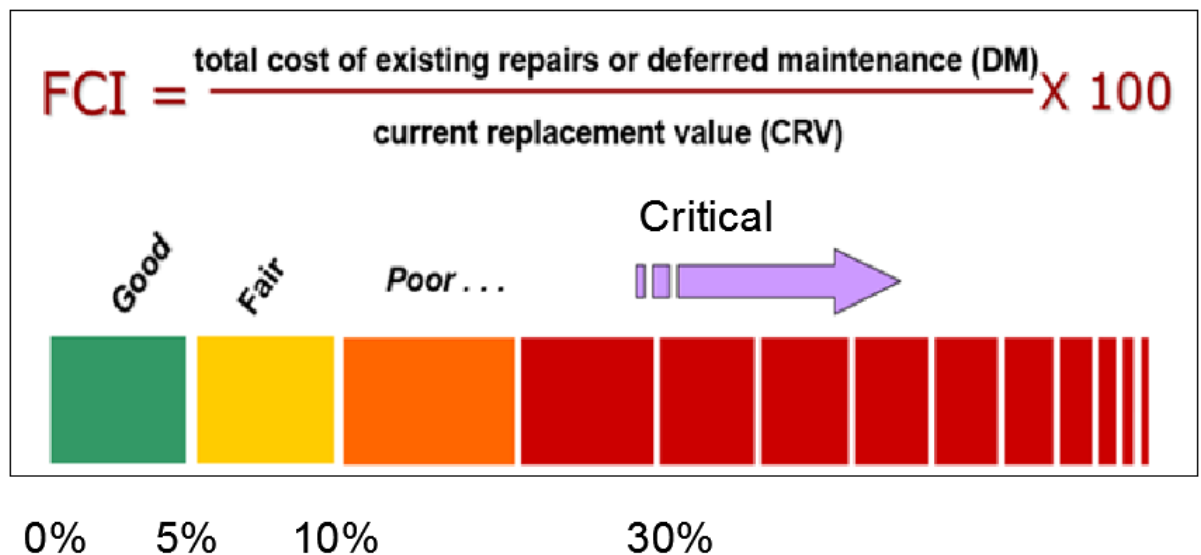 total cost of existing repairs or deferred maintenance (DM)
FCI = X 100
current replacement value (CRV)
Critical
Good
Fair
Poor . . .
0% 5% 10% 30%